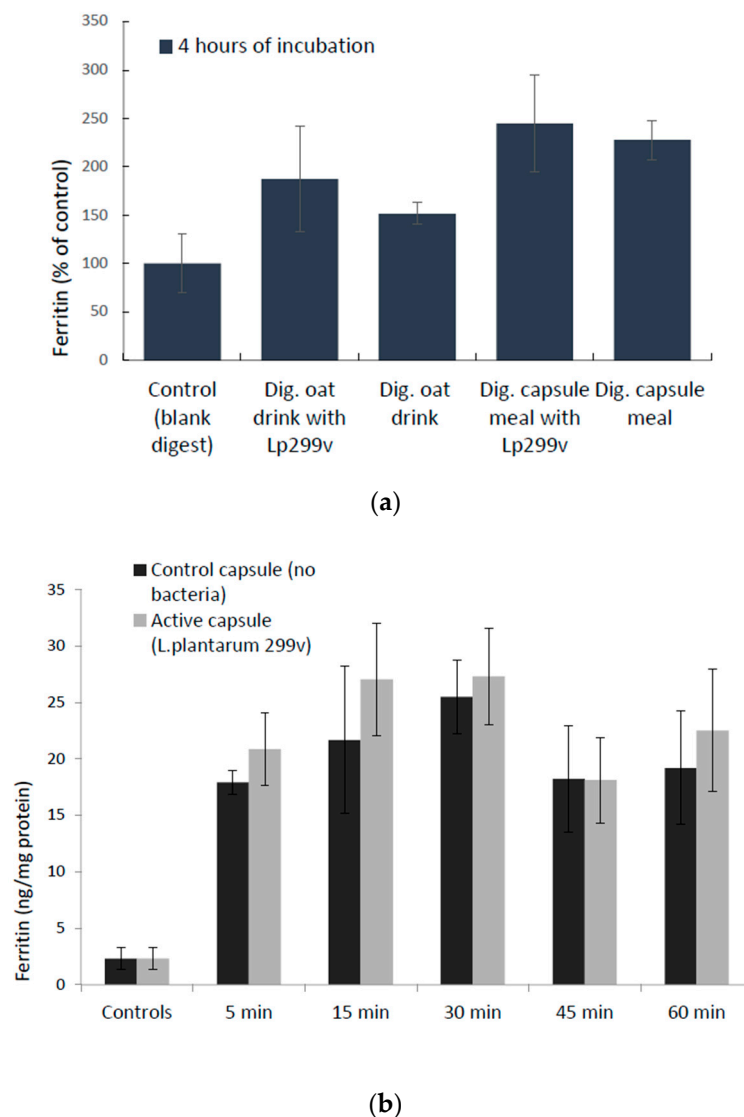 350
300
250
200
150
100
50
0
Ferritin (% of control)
4 hours of incubation
Control
(blank
digest)
Dig. oat
drink with
Lp299v
Dig. oat
drink
Dig. capsule
meal with
Lp299v
Dig. capsule
meal
(a)
Control capsule (no
bacteria)
Active capsule
(L.plantarum 299v)
35
30
25
20
15
10
5
0
Ferritin (ng/mg protein)
Controls
5 min
15 min
30 min
45 min
60 min
(b)